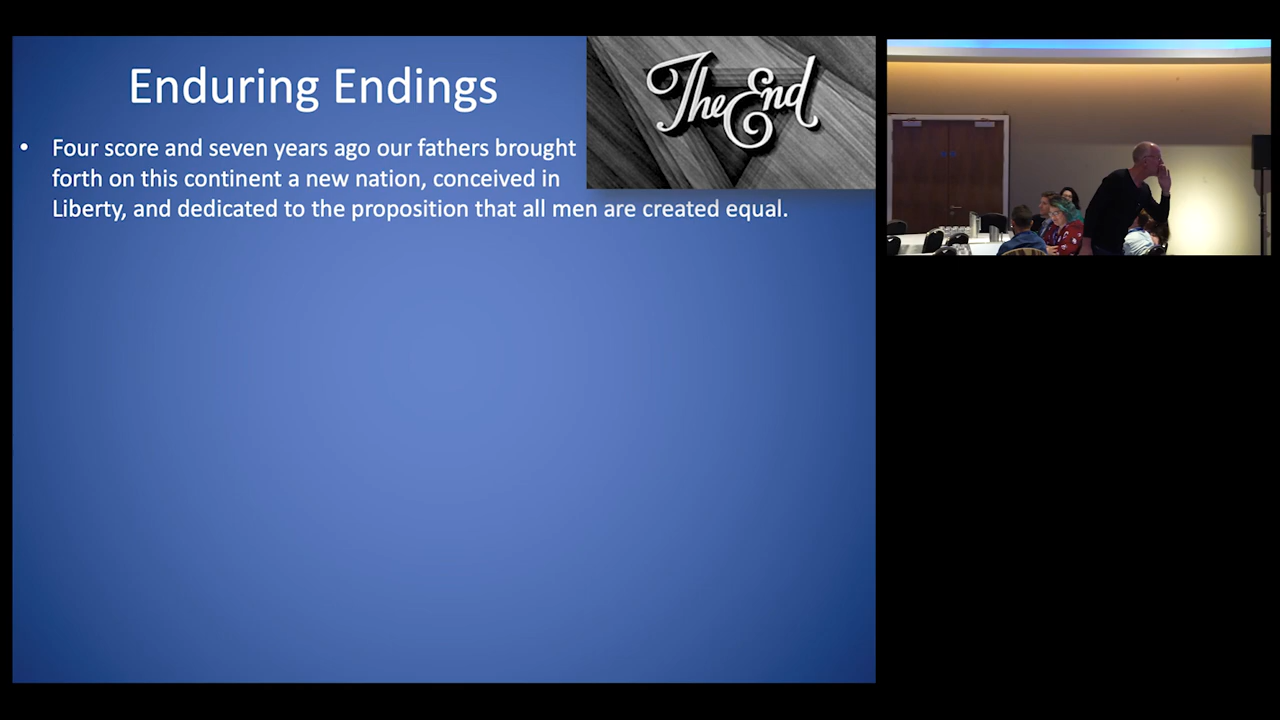 Enduring Endings
The End
• Four score and seven years ago our fathers brought
forth on this continent a new nation, conceived in
Liberty, and dedicated to the proposition that all men are created equal.